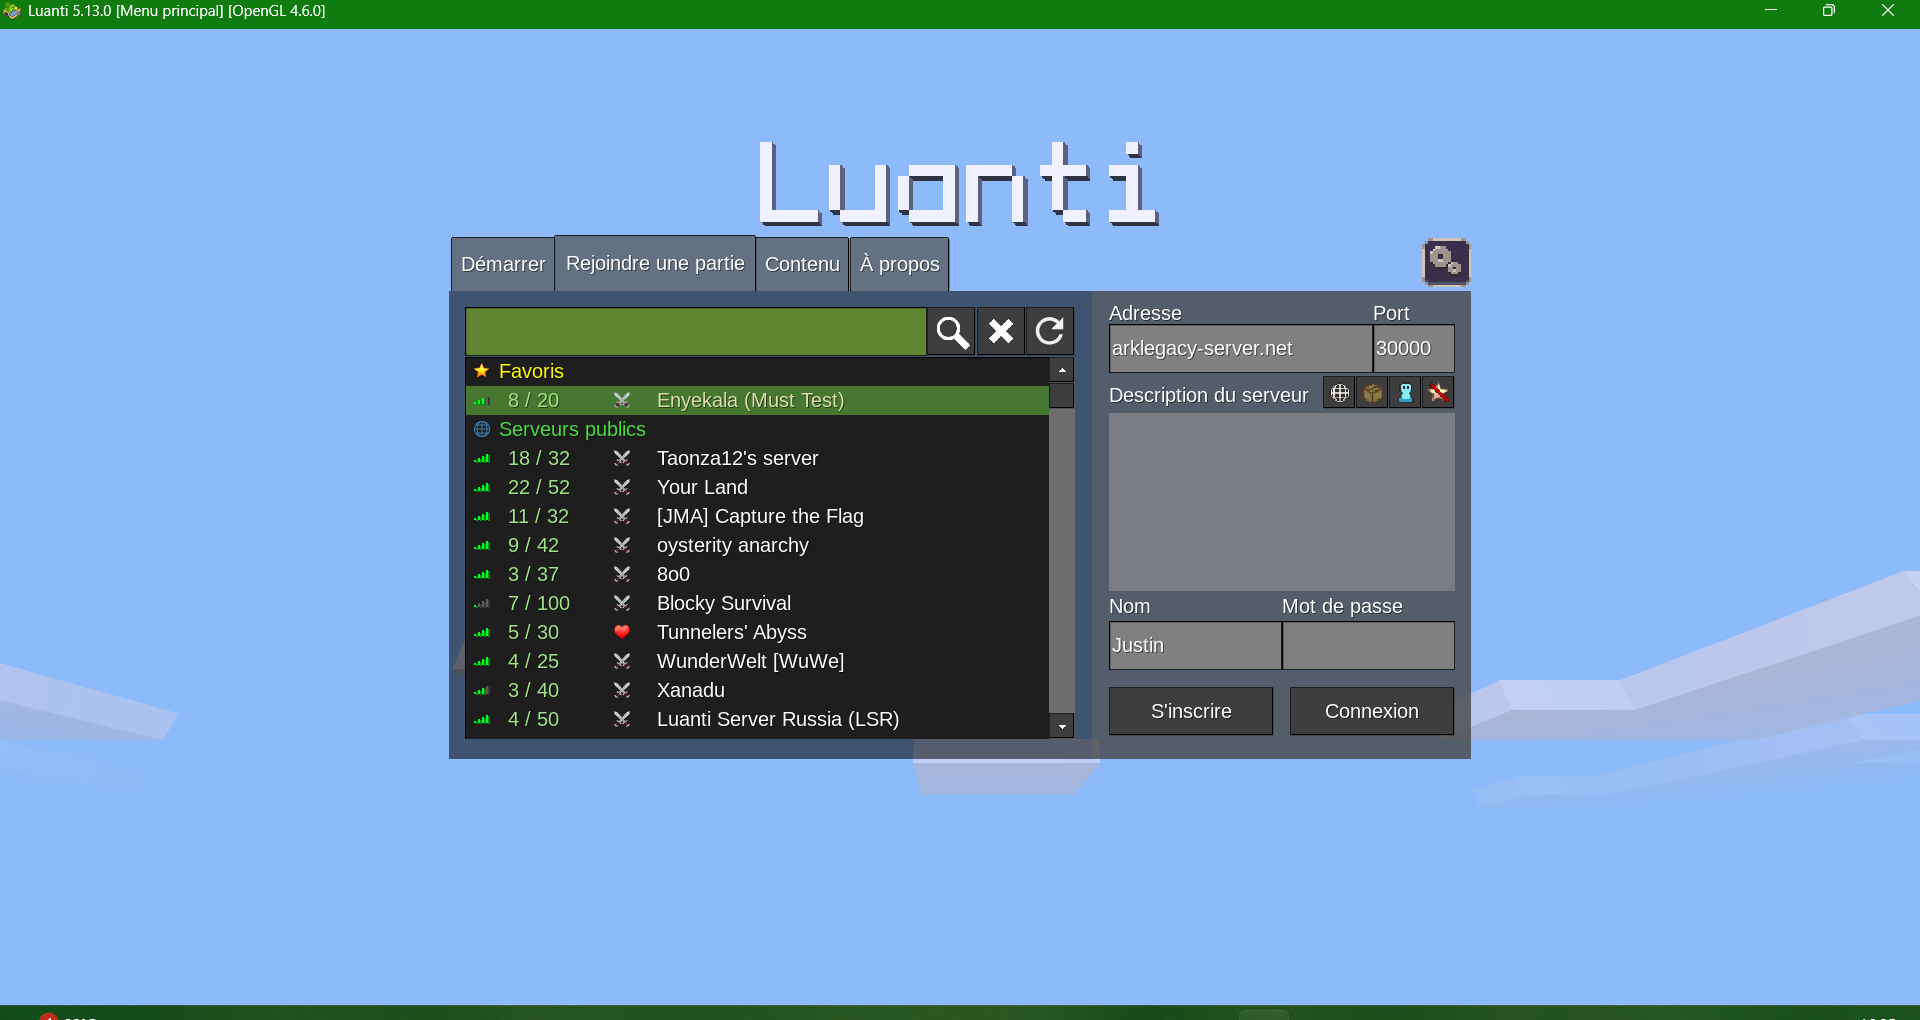 Luanti 5.13.0 [Menu principal] [OpenGL 4.6.0]
Luanti
Démarrer
Rejoindre une partie
Contenu
À propos
Favoris
8 / 20 Enyekala (Must Test)
Serveurs publics
18 / 32 Taonza12's server
22 / 52 Your Land
11 / 32 [JMA] Capture the Flag
9 / 42 oysterity anarchy
3 / 37 8o0
7 / 100 Blocky Survival
5 / 30 Tunnelers' Abyss
4 / 25 WunderWelt [WuWe]
3 / 40 Xanadu
4 / 50 Luanti Server Russia (LSR)
Adresse Port
arklegacy-server.net 30000
Description du serveur
Nom Mot de passe
Justin
S'inscrire Connexion